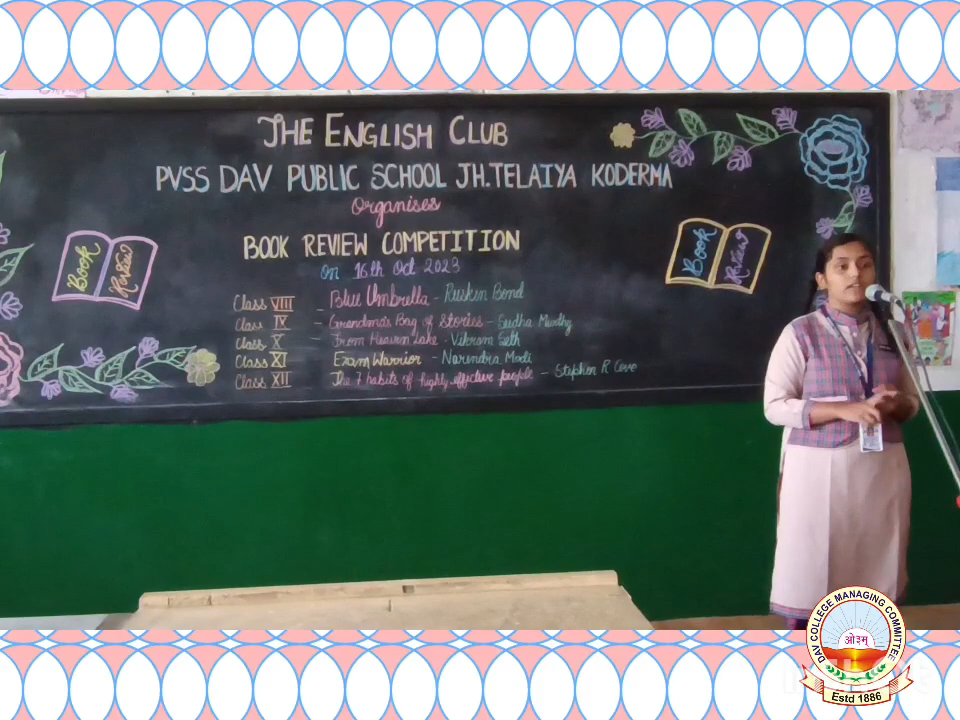 THE ENGLISH CLUB
PVSS DAV PUBLIC SCHOOL JH.TELAIYA KODERMA
Organises
BOOK REVIEW COMPETITION
On 16th Oct 2023
Book Review
Book Review
Class VIII - Blue Umbrella - Ruskin Bond
Class IX - Grandma's Bag of Stories - Sudha Murthy
Class X - From Heaven Lake - Vikram Seth
Class XI - Exam Warrior - Narendra Modi
Class XII - The 7 habits of highly effective people - Stephen R Cove
DAV COLLEGE MANAGING COMMITTEE
ओ३म्
Estd 1886